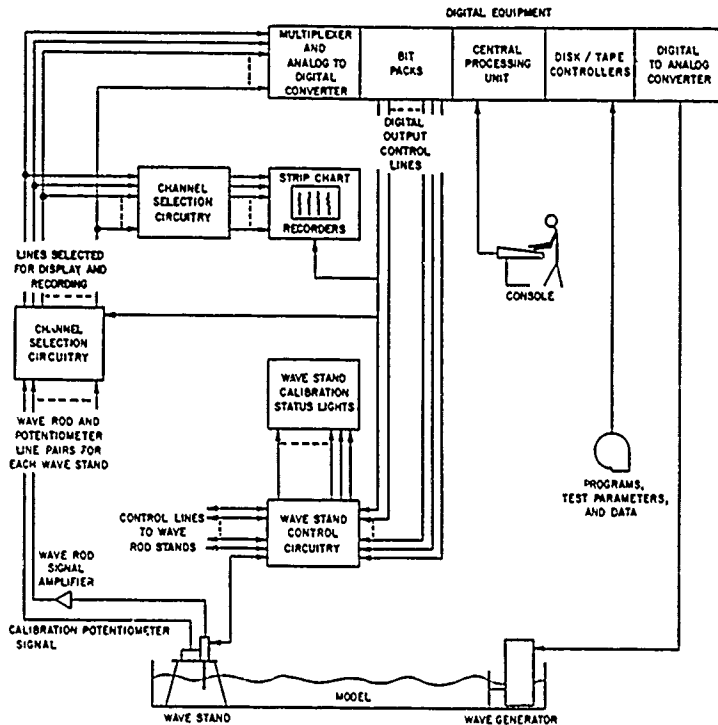 DIGITAL EQUIPMENT
MULTIPLEXER
AND
ANALOG TO
DIGITAL
CONVERTER
BIT
PACKS
CENTRAL
PROCESSING
UNIT
DISK / TAPE
CONTROLLERS
DIGITAL
TO ANALOG
CONVERTER
DIGITAL
OUTPUT
CONTROL
LINES
CHANNEL
SELECTION
CIRCUITRY
STRIP CHART
RECORDERS
LINES SELECTED
FOR DISPLAY AND
RECORDING
CONSOLE
CHANNEL
SELECTION
CIRCUITRY
WAVE STAND
CALIBRATION
STATUS LIGHTS
WAVE ROD AND
POTENTIOMETER
LINE PAIRS FOR
EACH WAVE STAND
PROGRAMS,
TEST PARAMETERS,
AND DATA
CONTROL LINES
TO WAVE
ROD STANDS
WAVE STAND
CONTROL
CIRCUITRY
WAVE ROD
SIGNAL
AMPLIFIER
CALIBRATION POTENTIOMETER
SIGNAL
MODEL
WAVE STAND
WAVE GENERATOR